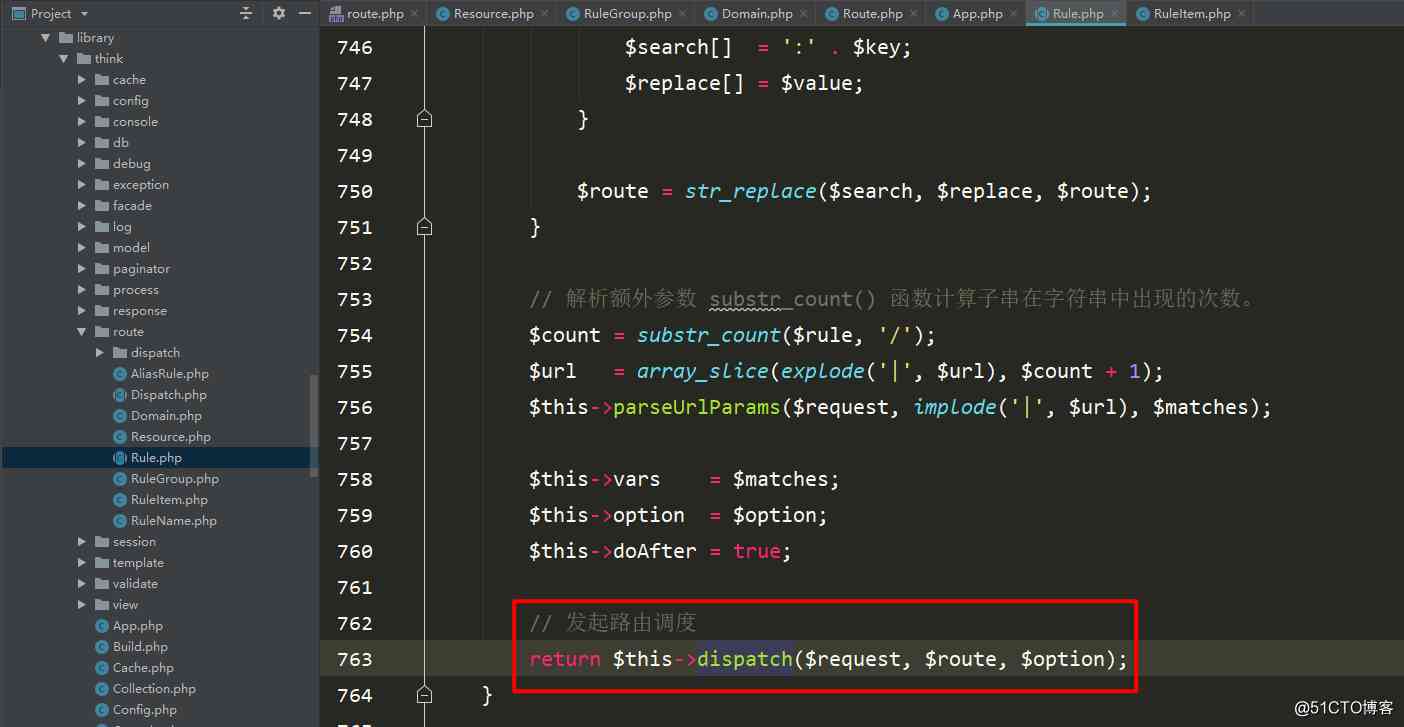 Project
route.php
Resource.php
RuleGroup.php
Domain.php
Route.php
App.php
Rule.php
RuleItem.php
library
think
cache
config
console
db
debug
exception
facade
log
model
paginator
process
response
route
dispatch
AliasRule.php
Dispatch.php
Domain.php
Resource.php
Rule.php
RuleGroup.php
RuleItem.php
RuleName.php
session
template
validate
view
App.php
Build.php
Cache.php
Collection.php
Config.php
746 $search[] = ':' . $key;
747 $replace[] = $value;
748 }
749
750 $route = str_replace($search, $replace, $route);
751 }
752
753 // 解析额外参数 substr_count() 函数计算子串在字符串中出现的次数。
754 $count = substr_count($rule, '/');
755 $url = array_slice(explode('|', $url), $count + 1);
756 $this->parseUrlParams($request, implode('|', $url), $matches);
757
758 $this->vars = $matches;
759 $this->option = $option;
760 $this->doAfter = true;
761
762 // 发起路由调度
763 return $this->dispatch($request, $route, $option);
764 }
@51CTO博客